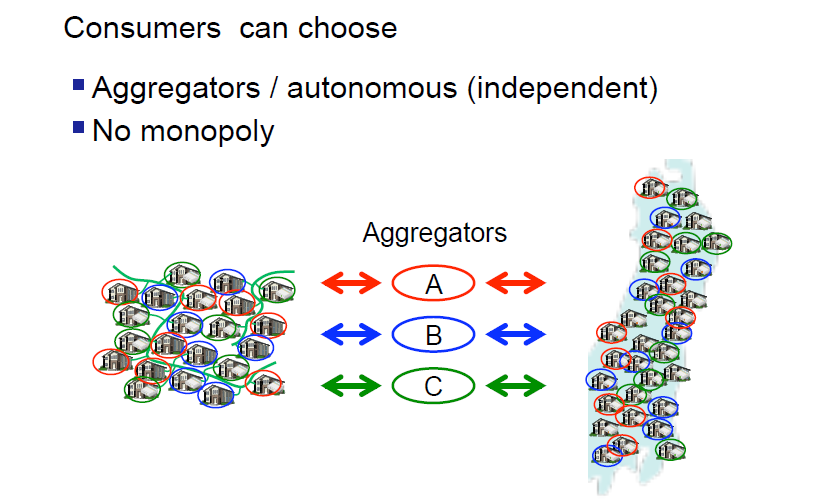 Consumers can choose
Aggregators / autonomous (independent)
No monopoly
Aggregators
A
B
C